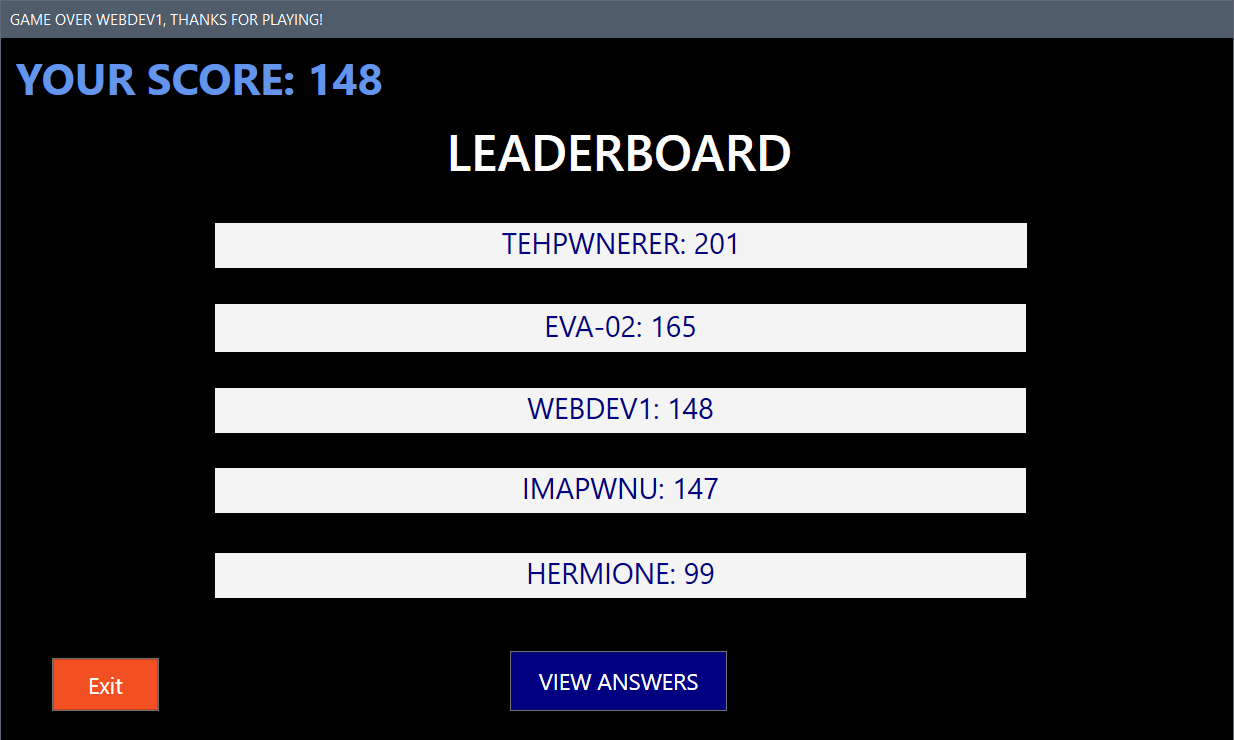 GAME OVER WEBDEV1, THANKS FOR PLAYING!
YOUR SCORE: 148
LEADERBOARD
TEHPWNERER: 201
EVA-02: 165
WEBDEV1: 148
IMAPWNU: 147
HERMIONE: 99
Exit
VIEW ANSWERS